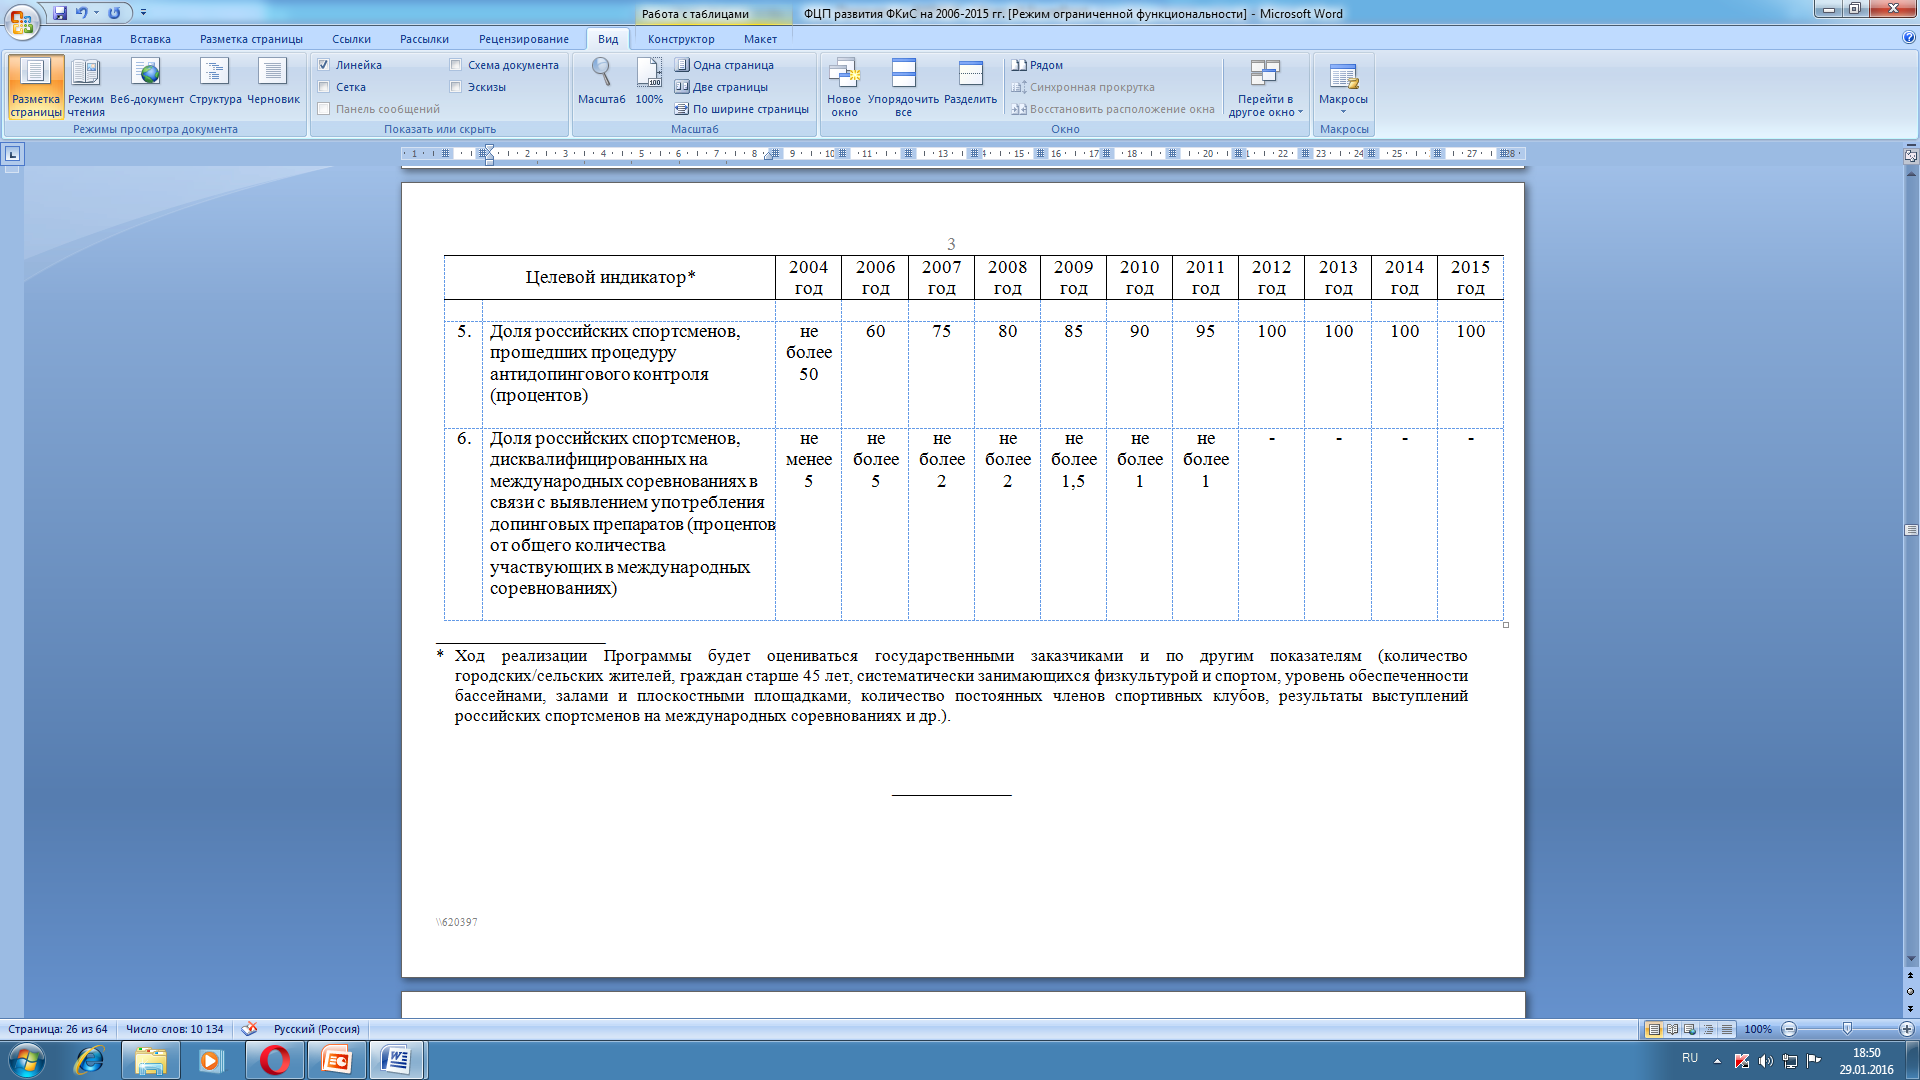 Работа с таблицами
ФЦП развития ФКиС на 2006-2015 гг. [Режим ограниченной функциональности] - Microsoft Word
Главная Вставка Разметка страницы Ссылки Рассылки Рецензирование Вид Конструктор Макет
Разметка страницы
Режим чтения
Веб-документ
Структура
Черновик
Режимы просмотра документа
Линейка
Сетка
Панель сообщений
Схема документа
Эскизы
Показать или скрыть
Масштаб
100%
Одна страница
Две страницы
По ширине страницы
Масштаб
Новое окно
Упорядочить все
Разделить
Рядом
Синхронная прокрутка
Восстановить расположение окна
Перейти в другое окно
Окно
Макросы
Макросы
3
Целевой индикатор* 2004 год 2006 год 2007 год 2008 год 2009 год 2010 год 2011 год 2012 год 2013 год 2014 год 2015 год
5. Доля российских спортсменов,
прошедших процедуру
антидопингового контроля
(процентов)
не более 50 60 75 80 85 90 95 100 100 100 100
6. Доля российских спортсменов,
дисквалифицированных на
международных соревнованиях в
связи с выявлением употребления
допинговых препаратов (процентов
от общего количества
участвующих в международных
соревнованиях)
не менее 5 не более 5 не более 2 не более 2 не более 1,5 не более 1 не более 1 - - - -
* Ход реализации Программы будет оцениваться государственными заказчиками и по другим показателям (количество
городских/сельских жителей, граждан старше 45 лет, систематически занимающихся физкультурой и спортом, уровень обеспеченности
бассейнами, залами и плоскостными площадками, количество постоянных членов спортивных клубов, результаты выступлений
российских спортсменов на международных соревнованиях и др.).
\\620397
Страница: 26 из 64 Число слов: 10 134 Русский (Россия) 100%
RU
18:50
29.01.2016